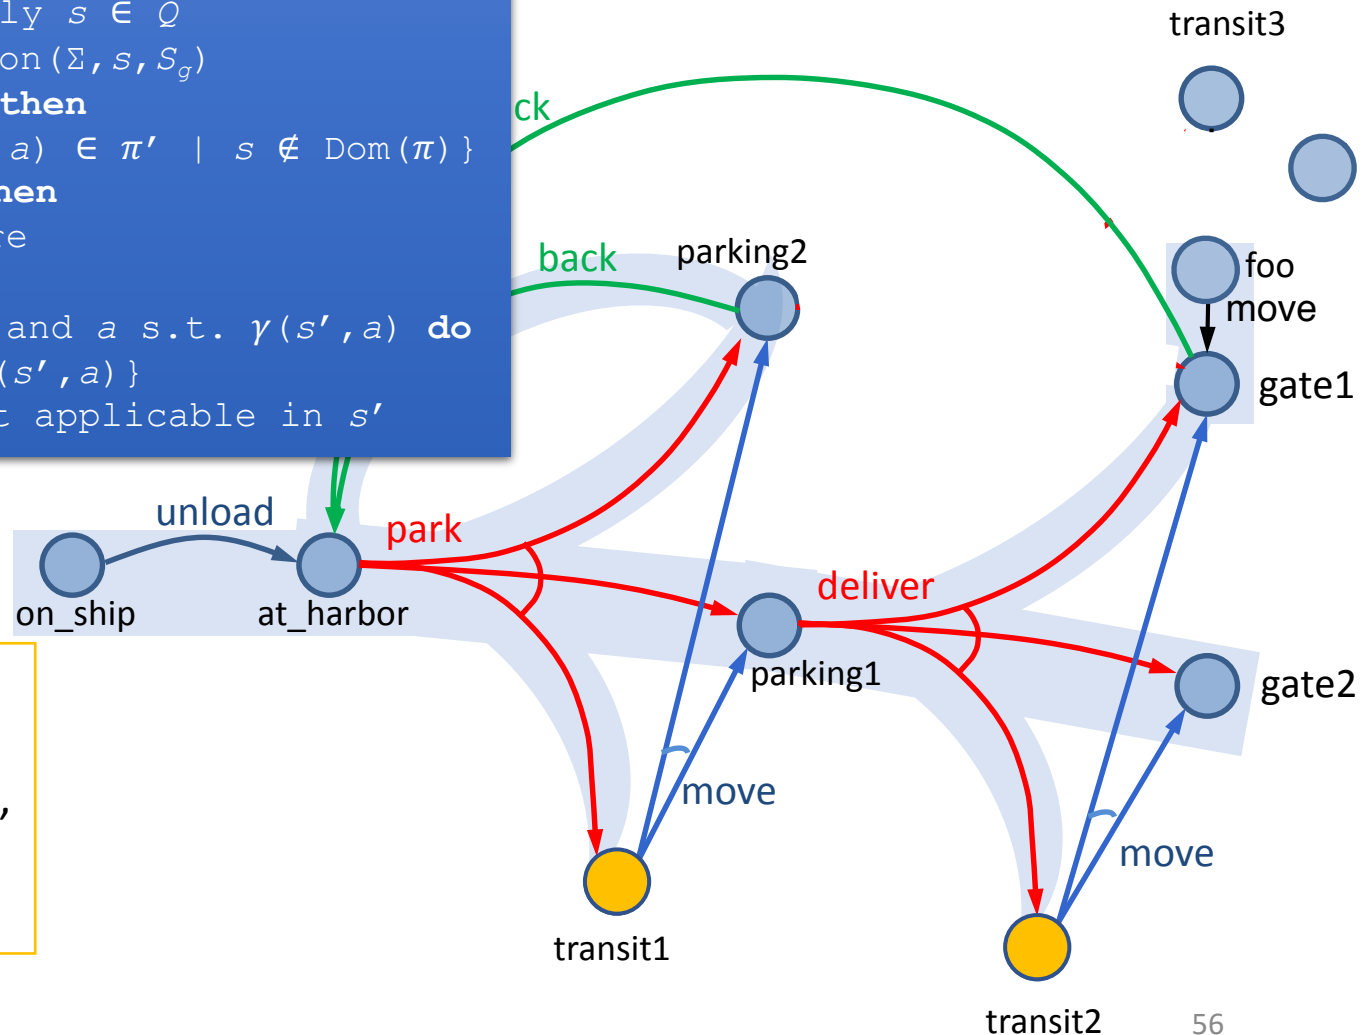 ly s ∈ Q
on(Σ,s,S_g)
then
a) ∈ π′ | s ∉ Dom(π)}
hen
re
and a s.t. γ(s′,a) do
(s′,a)}
t applicable in s′
transit3
ck
back
parking2
foo
move
gate1
unload
park
on_ship
at_harbor
deliver
parking1
gate2
,
move
move
transit1
transit2
56